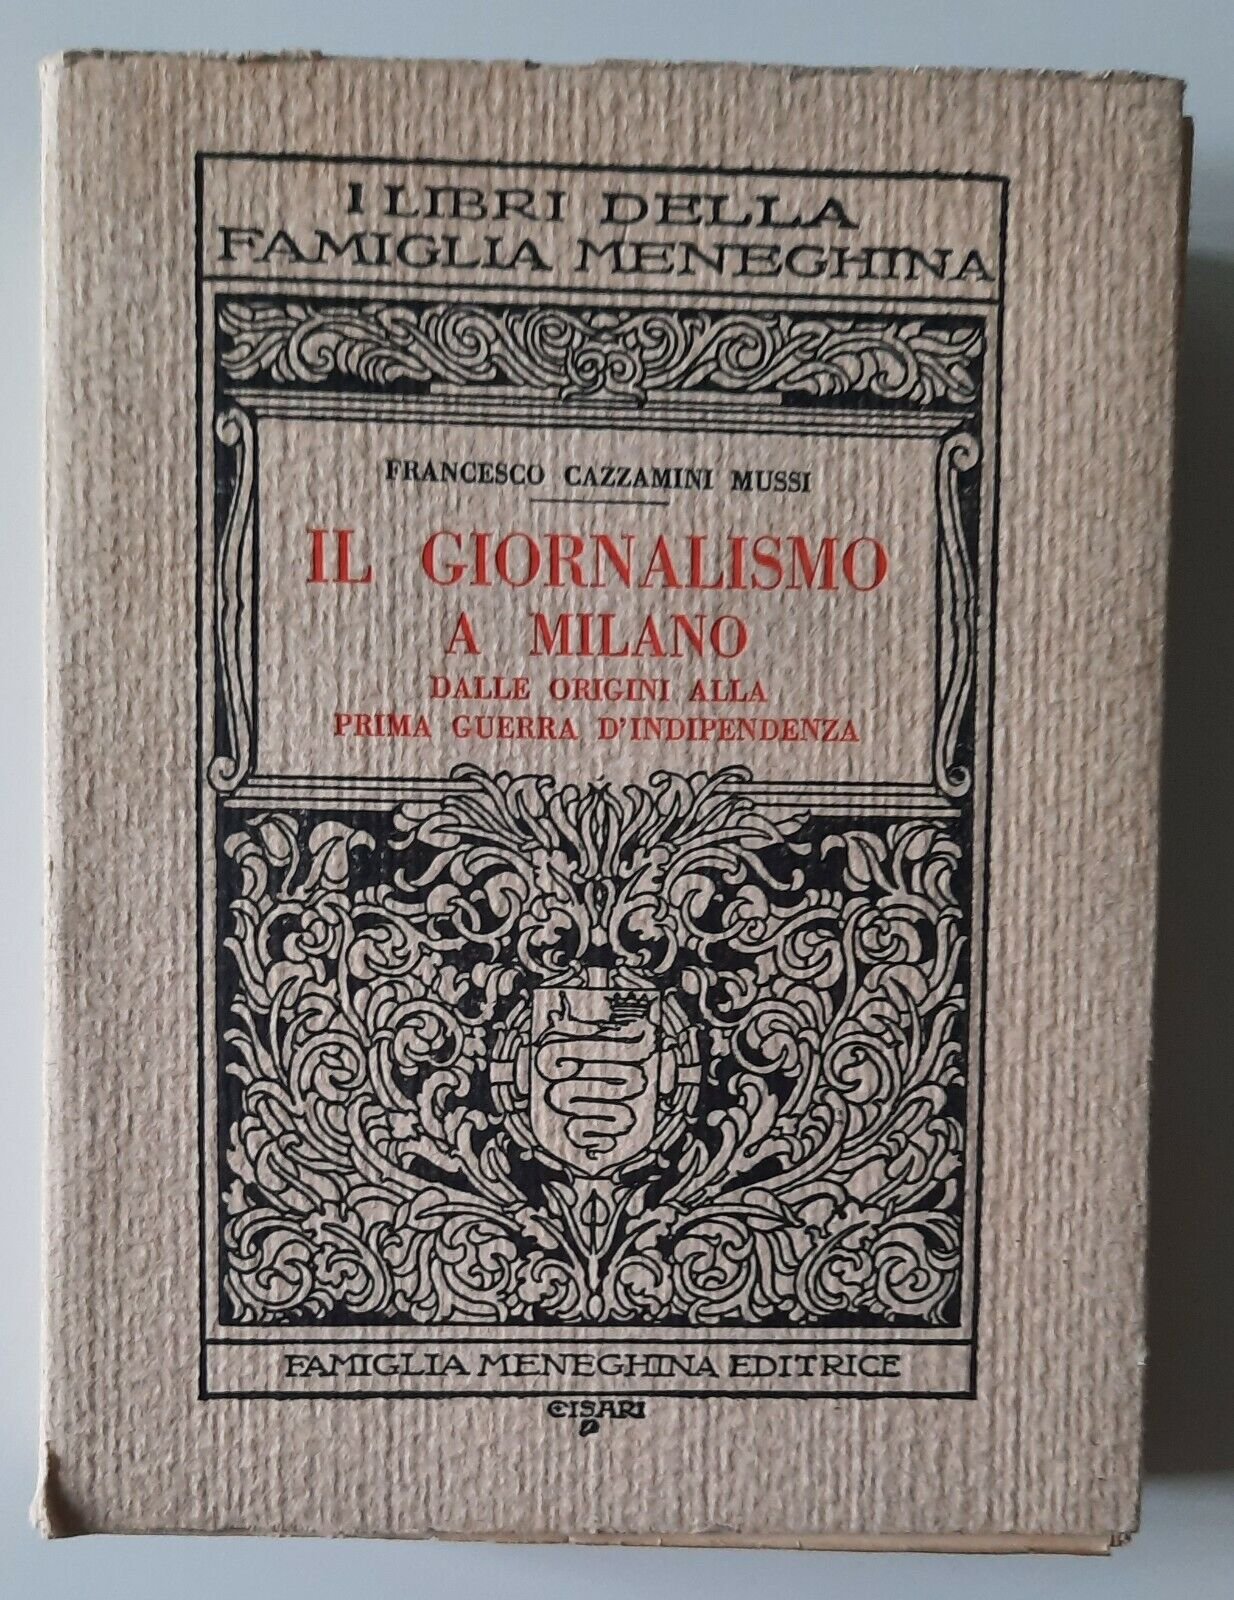 I LIBRI DELLA
FAMIGLIA MENEGHINA
FRANCESCO CAZZAMINI MUSSI
IL GIORNALISMO
A MILANO
DALLE ORIGINI ALLA
PRIMA GUERRA D'INDIPENDENZA
FAMIGLIA MENEGHINA EDITRICE
CISARI